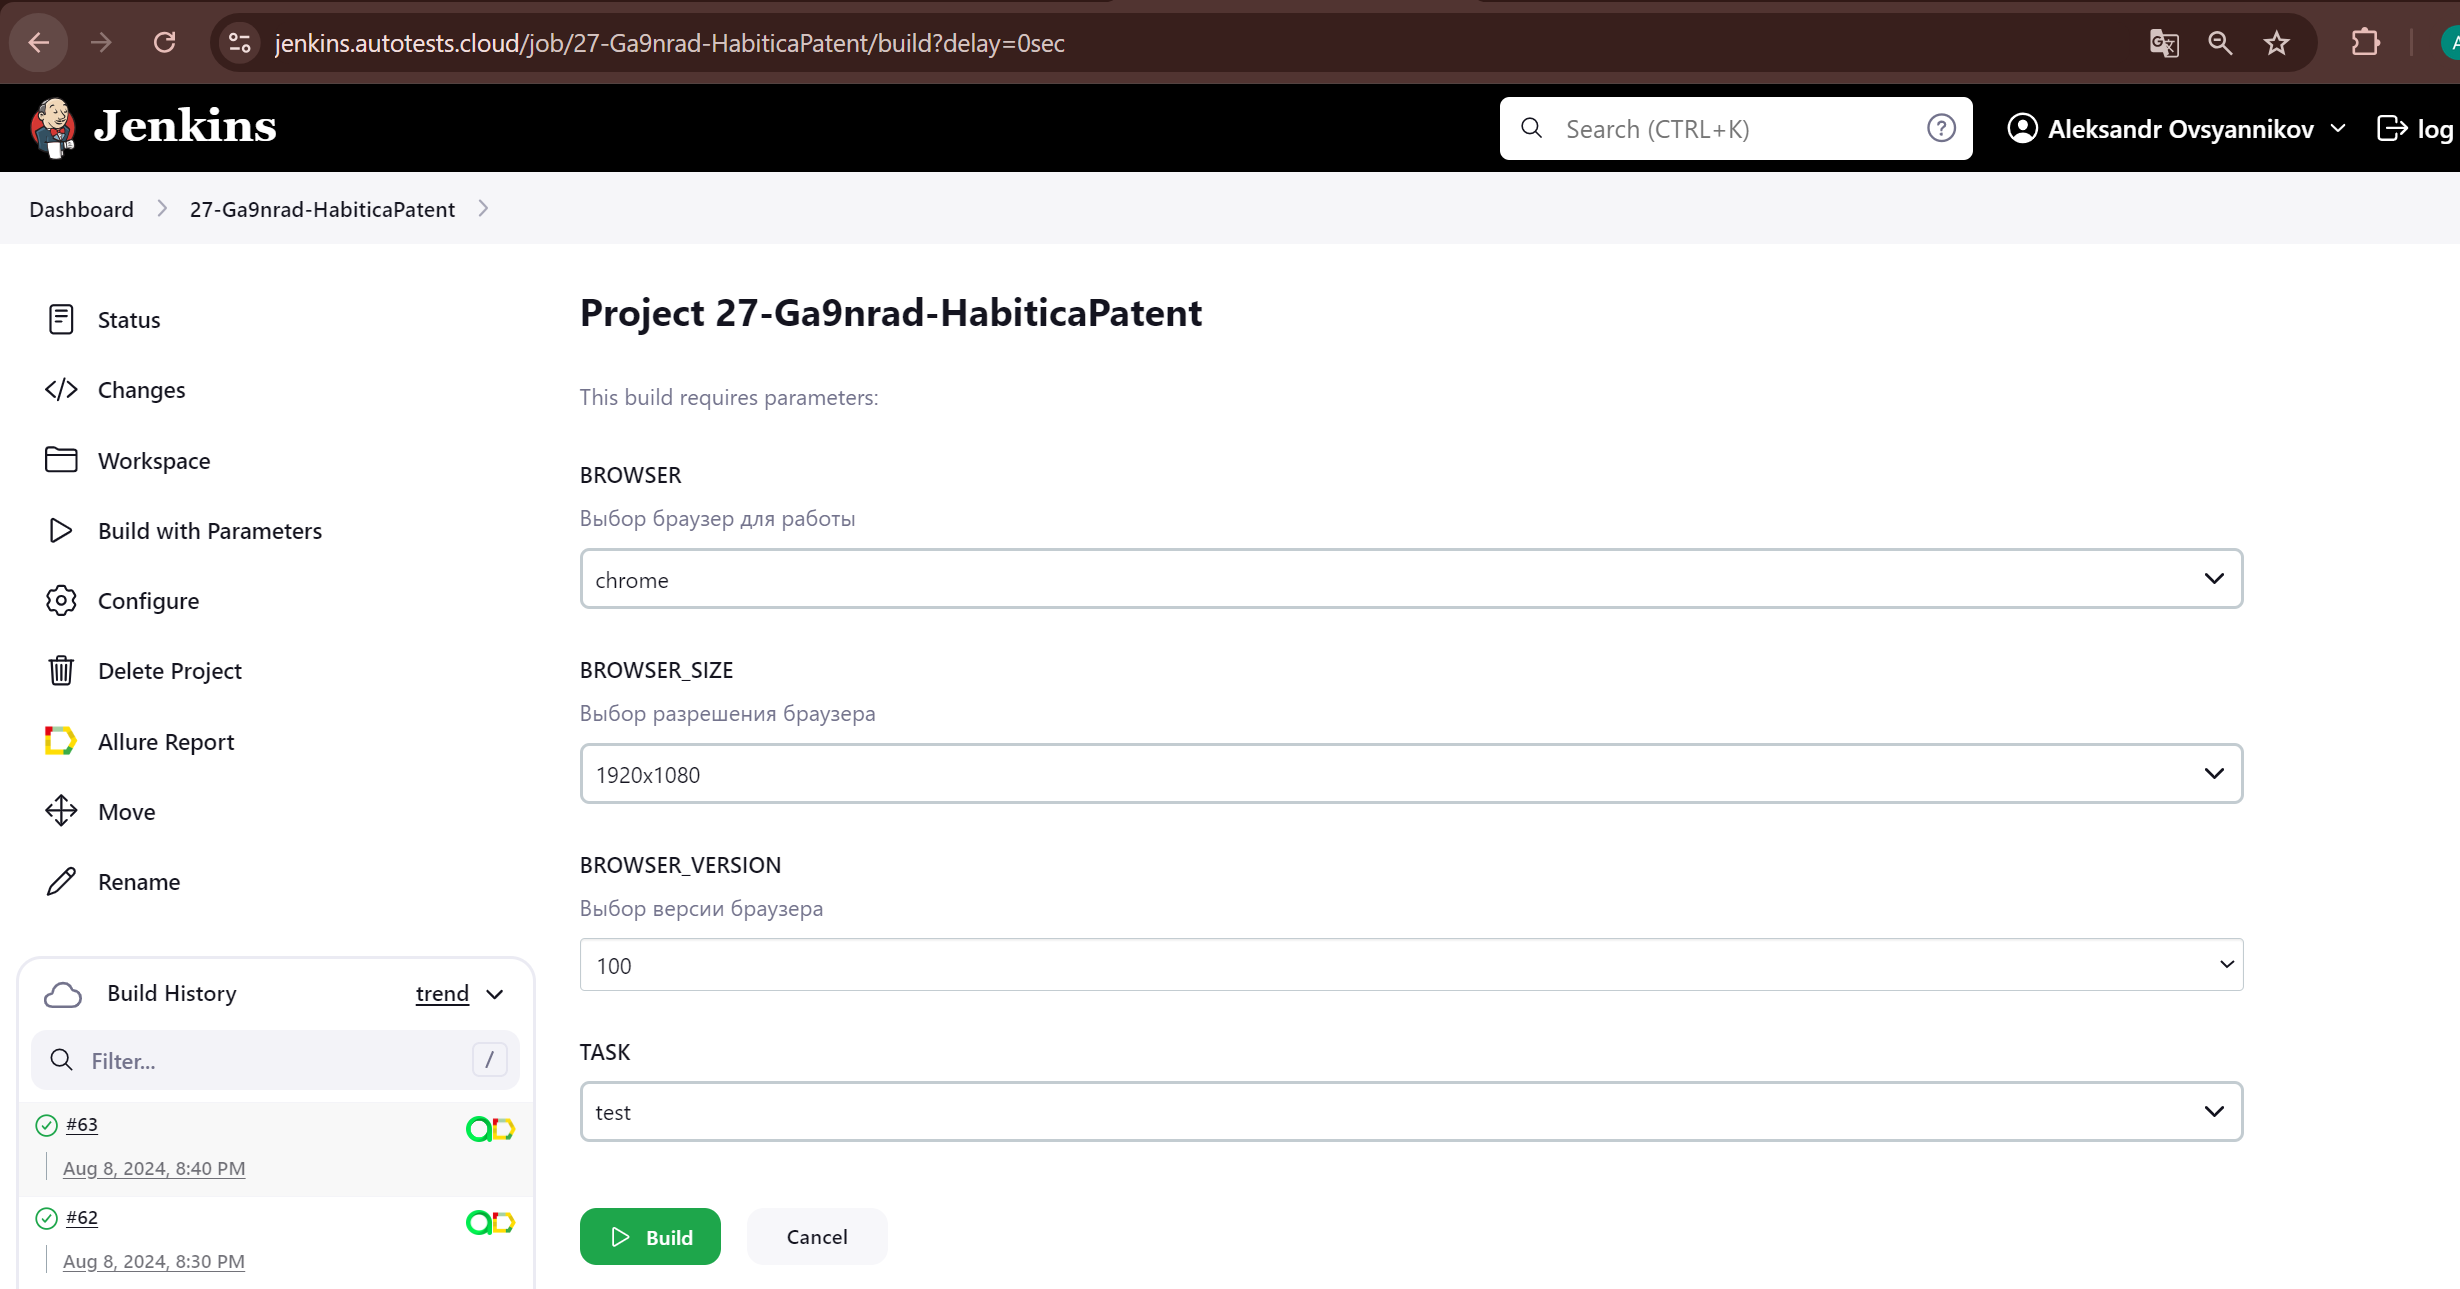 jenkins.autotests.cloud/job/27-Ga9nrad-HabiticaPatent/build?delay=0sec
Jenkins
Search (CTRL+K)
Aleksandr Ovsyannikov
log
Dashboard
27-Ga9nrad-HabiticaPatent
Status
Changes
Workspace
Build with Parameters
Configure
Delete Project
Allure Report
Move
Rename
Build History
trend
Filter...
/
#63
Aug 8, 2024, 8:40 PM
#62
Aug 8, 2024, 8:30 PM
Project 27-Ga9nrad-HabiticaPatent
This build requires parameters:
BROWSER
Выбор браузер для работы
chrome
BROWSER_SIZE
Выбор разрешения браузера
1920x1080
BROWSER_VERSION
Выбор версии браузера
100
TASK
test
Build
Cancel